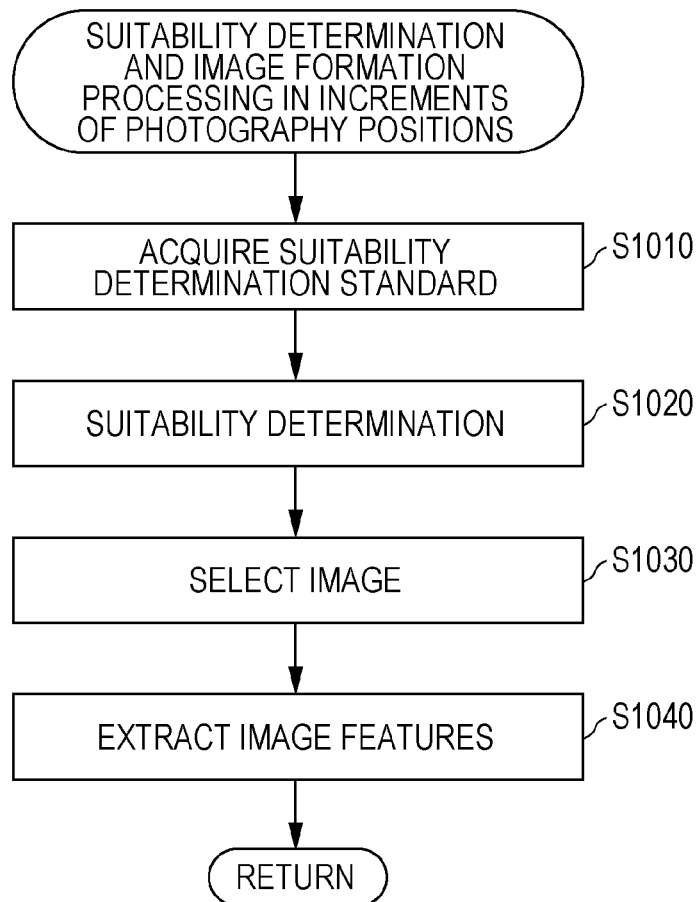 SUITABILITY DETERMINATION
AND IMAGE FORMATION
PROCESSING IN INCREMENTS
OF PHOTOGRAPHY POSITIONS
ACQUIRE SUITABILITY
DETERMINATION STANDARD
S1010
SUITABILITY DETERMINATION
S1020
SELECT IMAGE
S1030
EXTRACT IMAGE FEATURES
S1040
RETURN